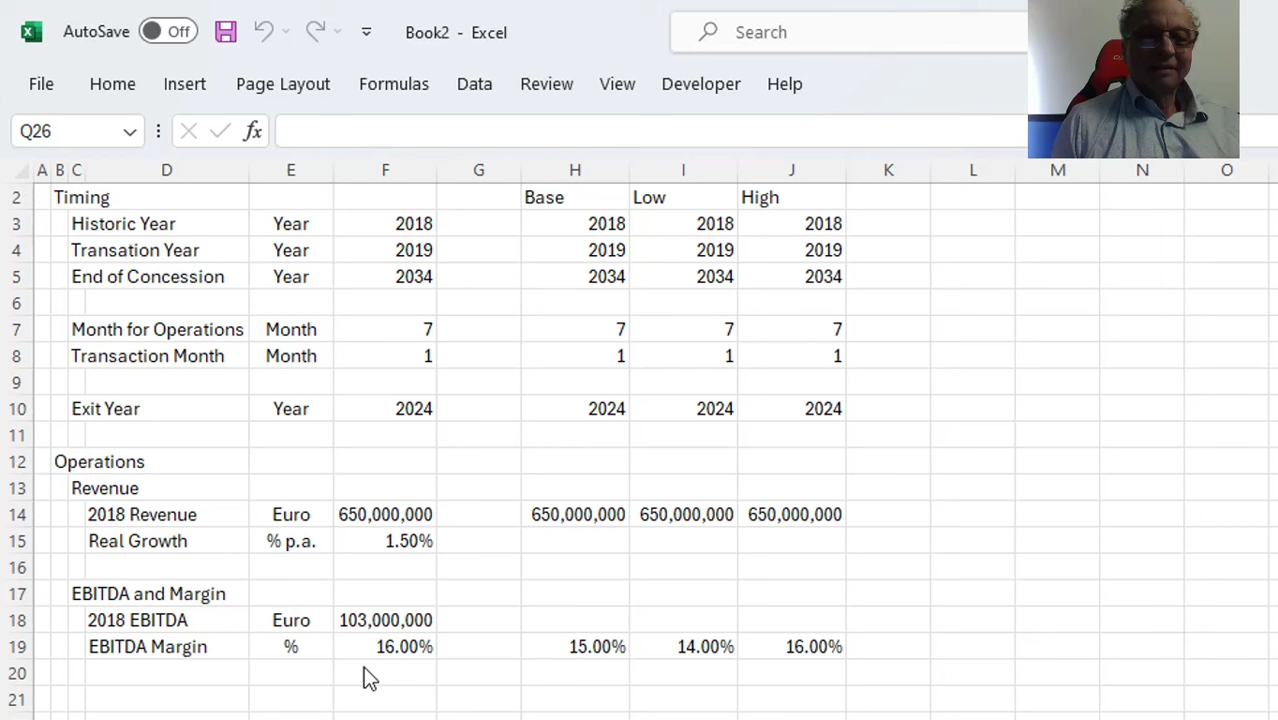 AutoSave Off Book2 - Excel Search
File Home Insert Page Layout Formulas Data Review View Developer Help
Q26 fx
A B C D E F G H I J K L M N O
2 Timing Base Low High
3 Historic Year Year 2018 2018 2018 2018
4 Transation Year Year 2019 2019 2019 2019
5 End of Concession Year 2034 2034 2034 2034
6
7 Month for Operations Month 7 7 7 7
8 Transaction Month Month 1 1 1 1
9
10 Exit Year Year 2024 2024 2024 2024
11
12 Operations
13 Revenue
14 2018 Revenue Euro 650,000,000 650,000,000 650,000,000 650,000,000
15 Real Growth % p.a. 1.50%
16
17 EBITDA and Margin
18 2018 EBITDA Euro 103,000,000
19 EBITDA Margin % 16.00% 15.00% 14.00% 16.00%
20
21